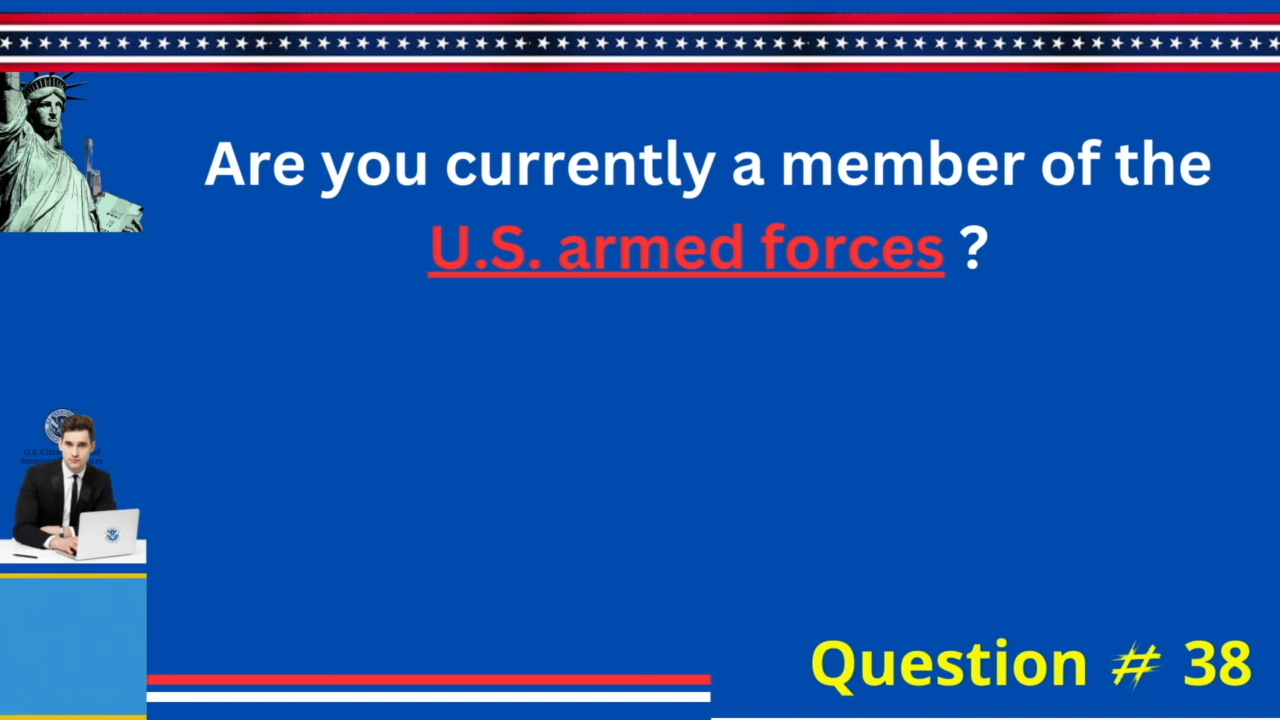 Are you currently a member of the
U.S. armed forces ?
Question # 38